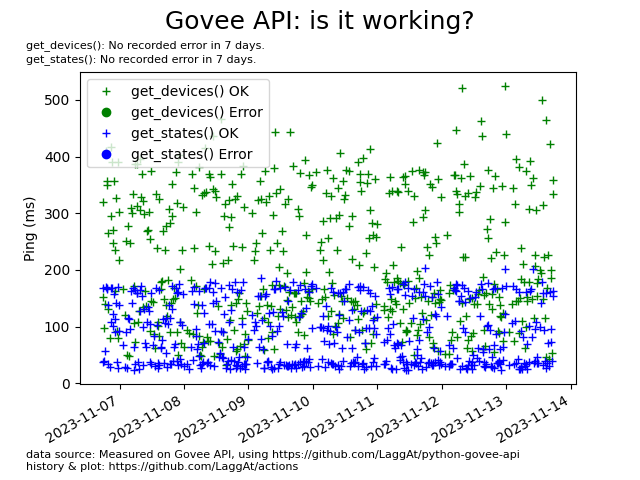 Govee API: is it working?
get_devices(): No recorded error in 7 days.
get_states(): No recorded error in 7 days.
get_devices() OK
get_devices() Error
get_states() OK
get_states() Error
Ping (ms)
500
400
300
200
100
0
2023-11-07
2023-11-08
2023-11-09
2023-11-10
2023-11-11
2023-11-12
2023-11-13
2023-11-14
data source: Measured on Govee API, using https://github.com/LaggAt/python-govee-api
history & plot: https://github.com/LaggAt/actions